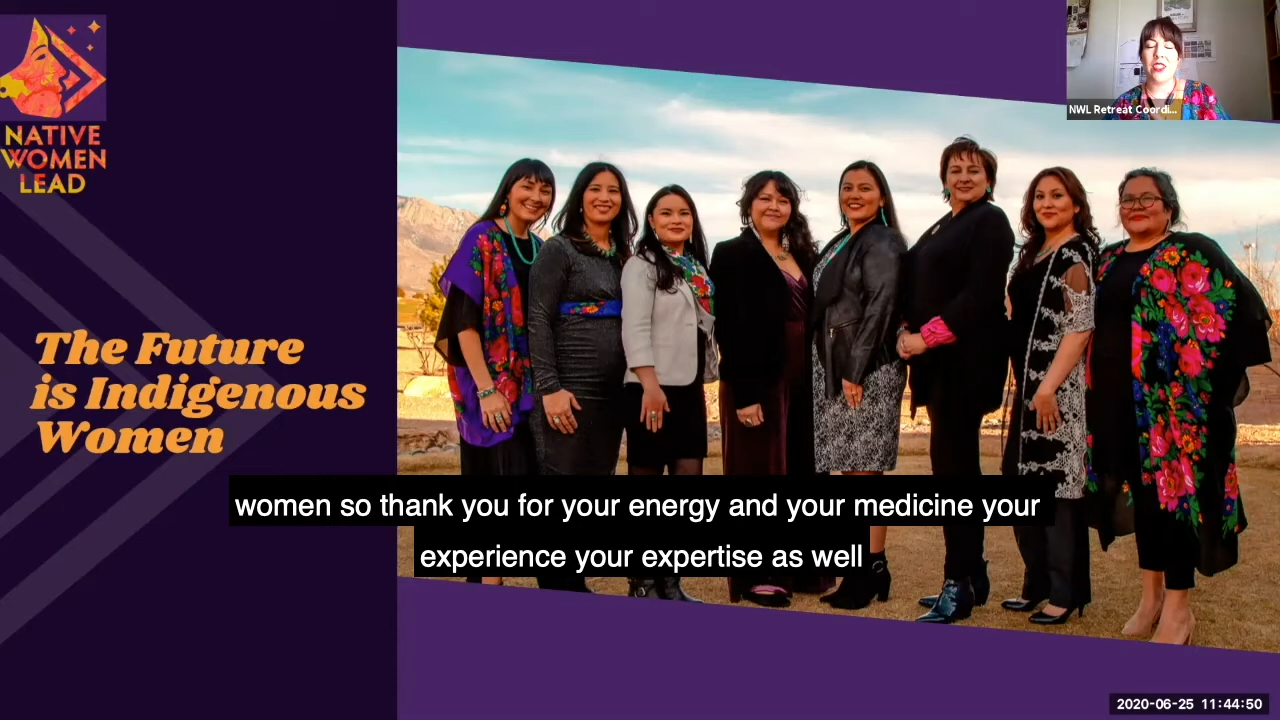 NATIVE
WOMEN
LEAD
NWL Retreat Coordi...
The Future
is Indigenous
Women
women so thank you for your energy and your medicine your
experience your expertise as well
2020-06-25 11:44:50